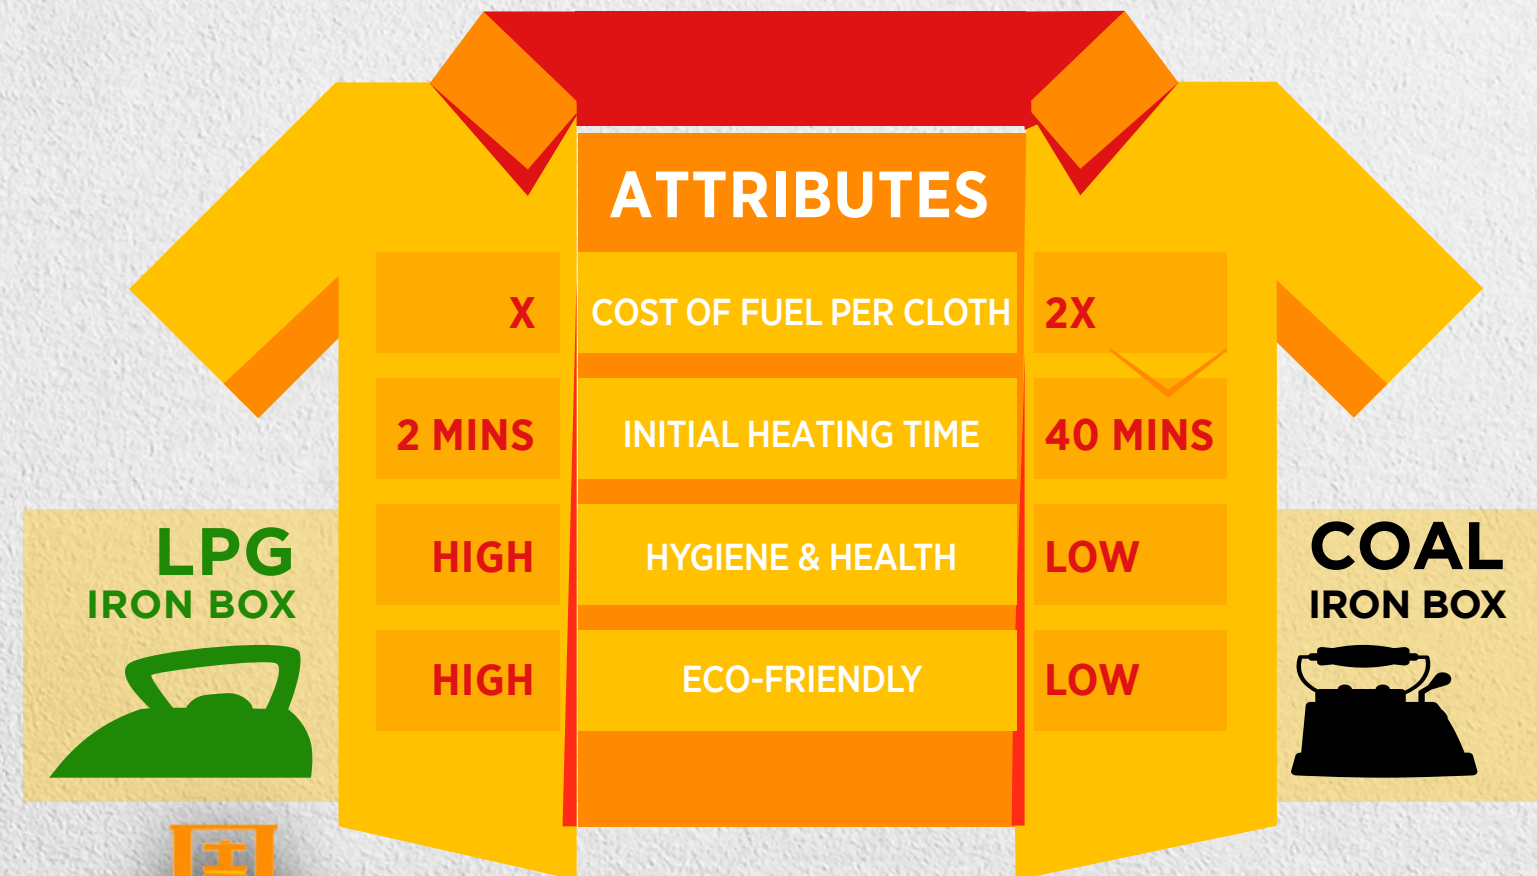 ATTRIBUTES
X COST OF FUEL PER CLOTH 2X
2 MINS INITIAL HEATING TIME 40 MINS
HIGH HYGIENE & HEALTH LOW
HIGH ECO-FRIENDLY LOW
LPG
IRON BOX
COAL
IRON BOX